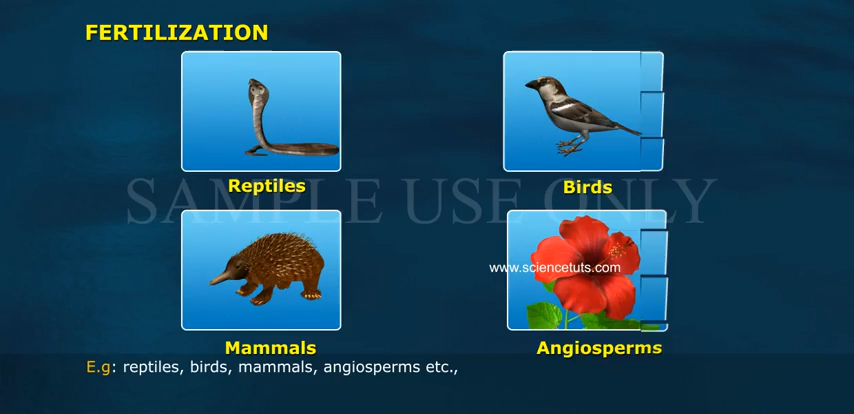 FERTILIZATION
Reptiles
Birds
SAMPLE USE ONLY
www.sciencetuts.com
Mammals
Angiosperms
E.g: reptiles, birds, mammals, angiosperms etc.,